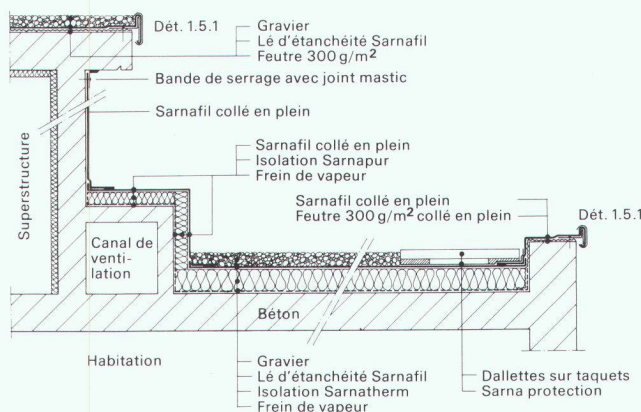 Dét. 1.5.1
Gravier
Lé d'étanchéité Sarnafil
Feutre 300 g/m²
Bande de serrage avec joint mastic
Sarnafil collé en plein
Superstructure
Sarnafil collé en plein
Isolation Sarnapur
Frein de vapeur
Sarnafil collé en plein
Feutre 300 g/m² collé en plein
Dét. 1.5.1
Canal de
venti-
lation
Béton
Habitation
Gravier
Lé d'étanchéité Sarnafil
Isolation Sarnatherm
Frein de vapeur
Dallettes sur taquets
Sarna protection